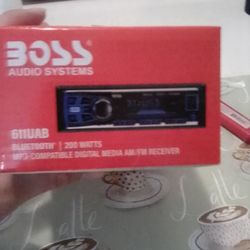 BOSS®
AUDIO SYSTEMS
611UAB
BLUETOOTH® | 200 WATTS
MP3-COMPATIBLE DIGITAL MEDIA AM/FM RECEIVER